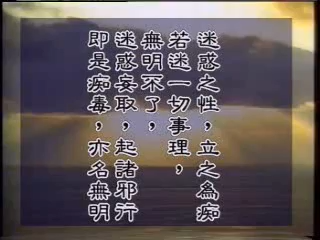 迷惑之性，立之為痴
若迷一切事理，
無明不了，
迷惑妄取，起諸邪行
即是痴毒，亦名無明